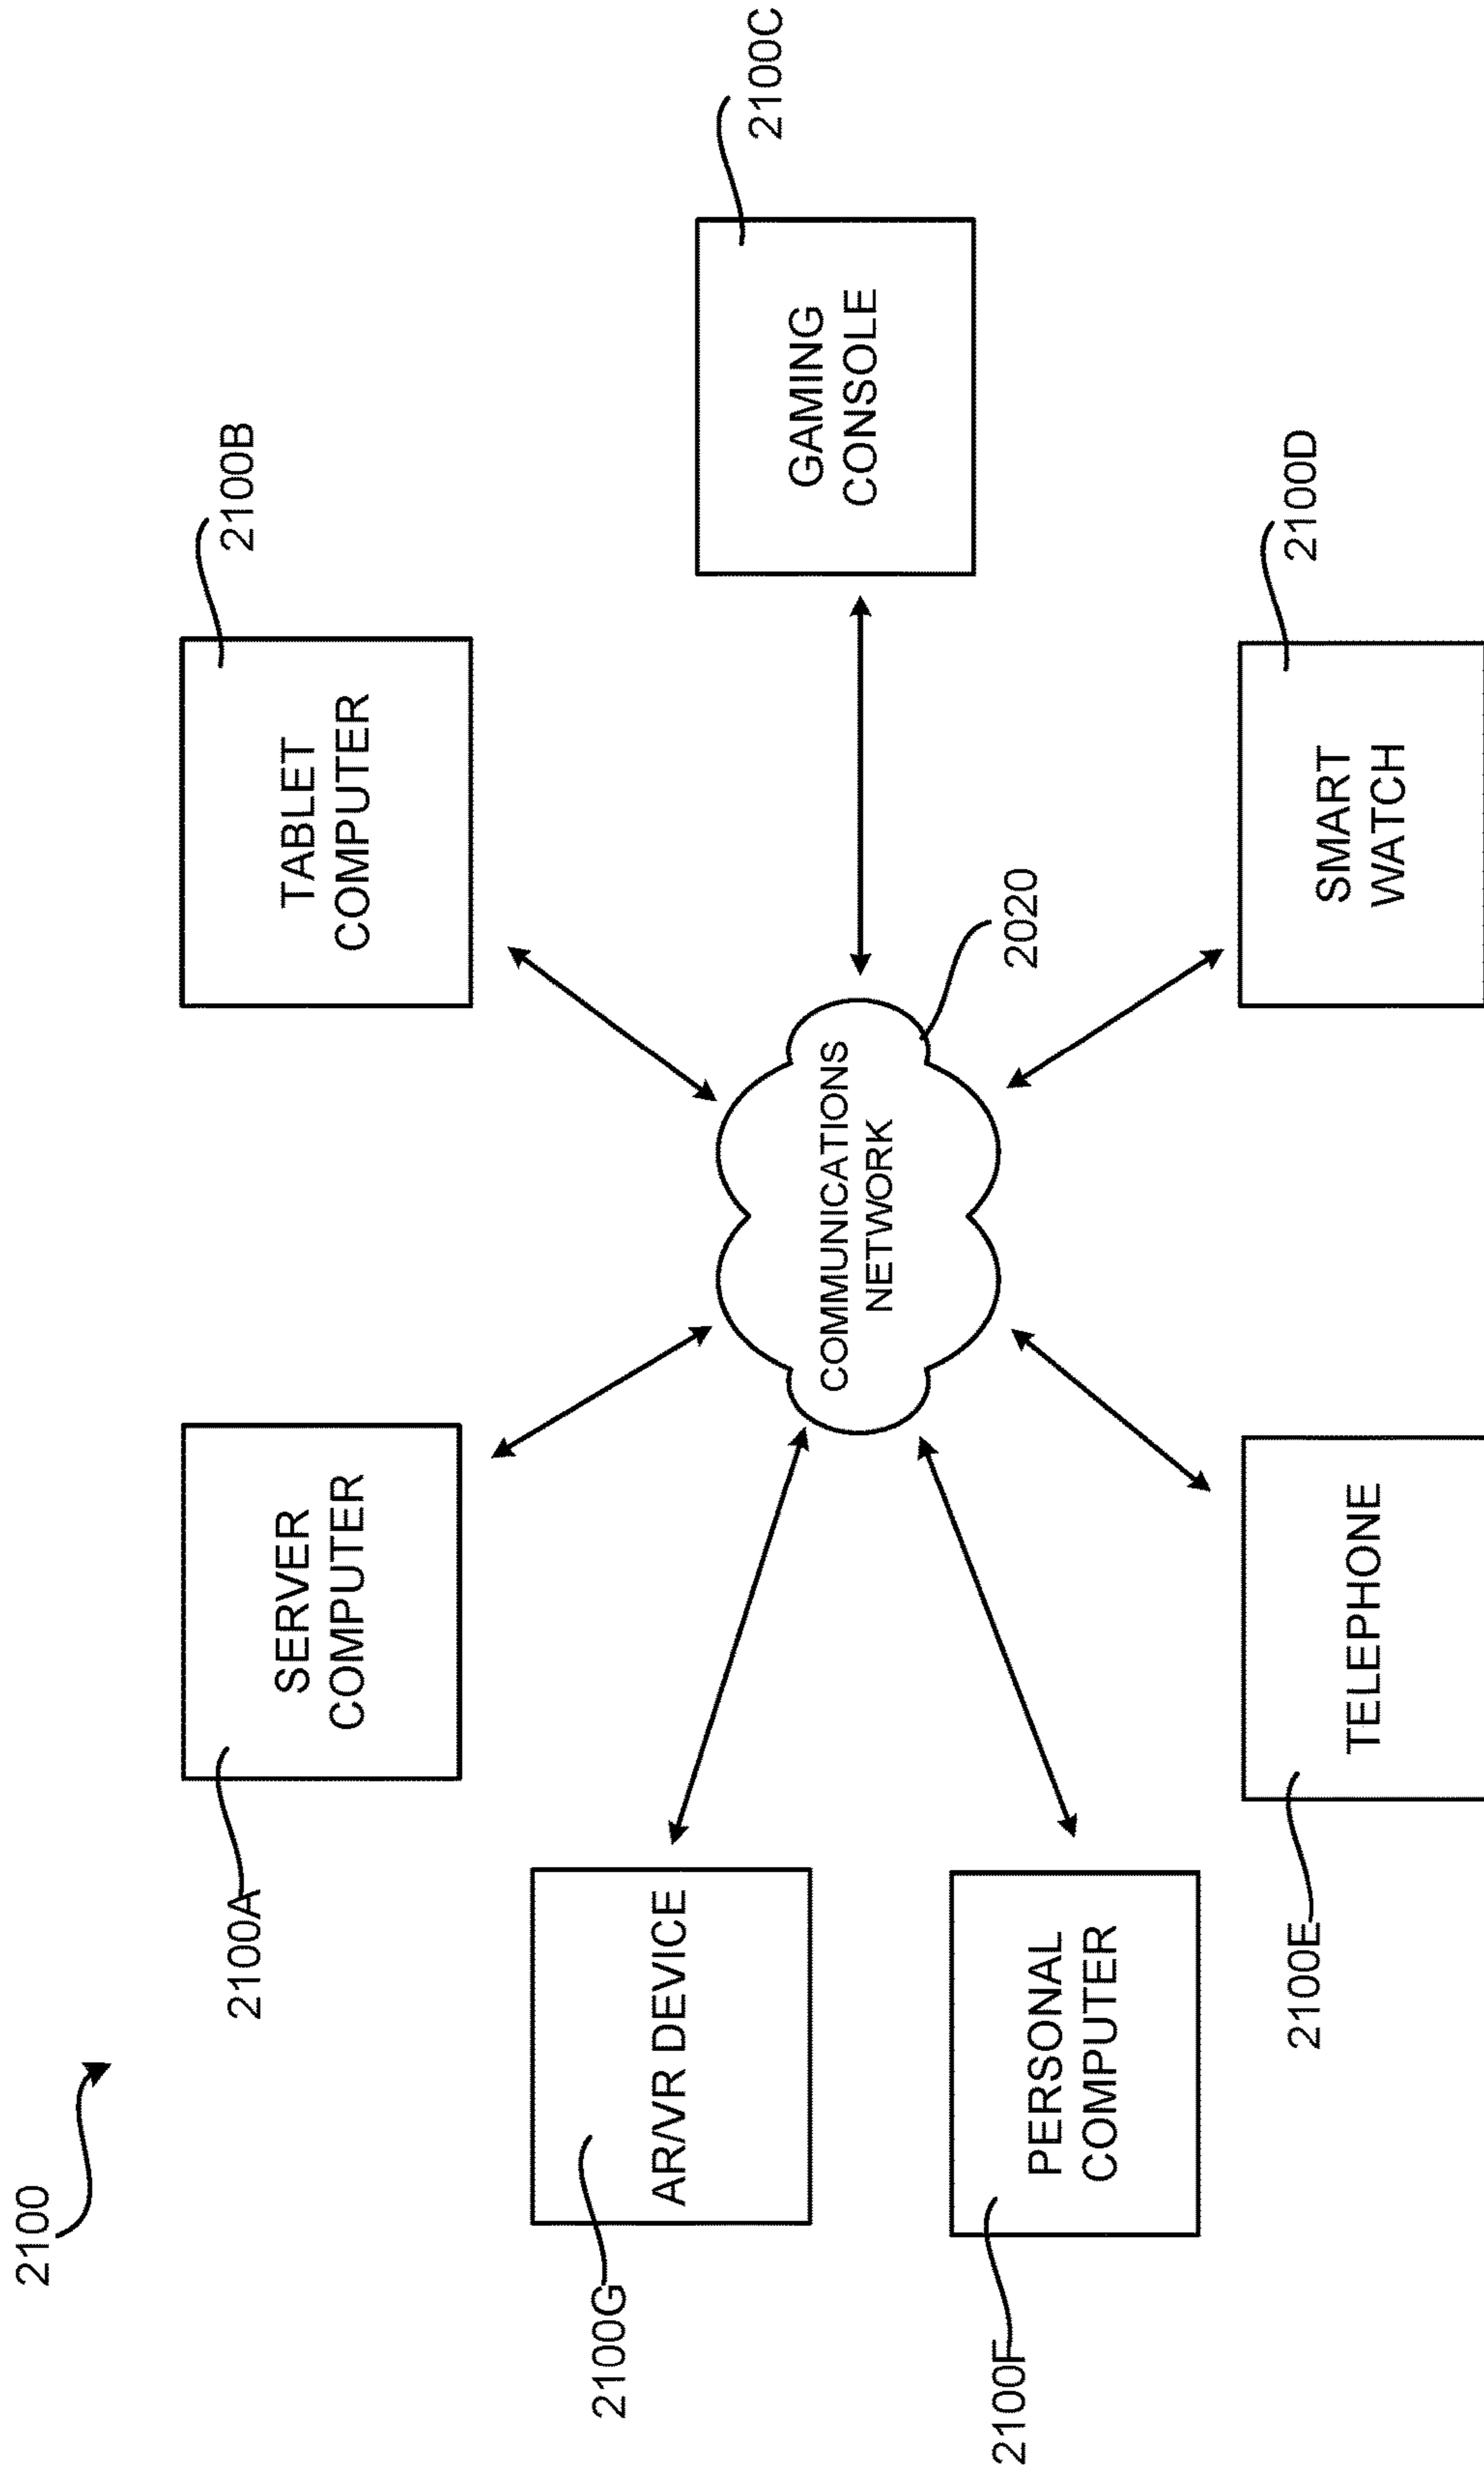 2100
2100A
SERVER
COMPUTER
2100B
TABLET
COMPUTER
2100G
AR/VR DEVICE
COMMUNICATIONS
NETWORK
2020
2100C
GAMING
CONSOLE
2100F
PERSONAL
COMPUTER
2100E
TELEPHONE
2100D
SMART
WATCH